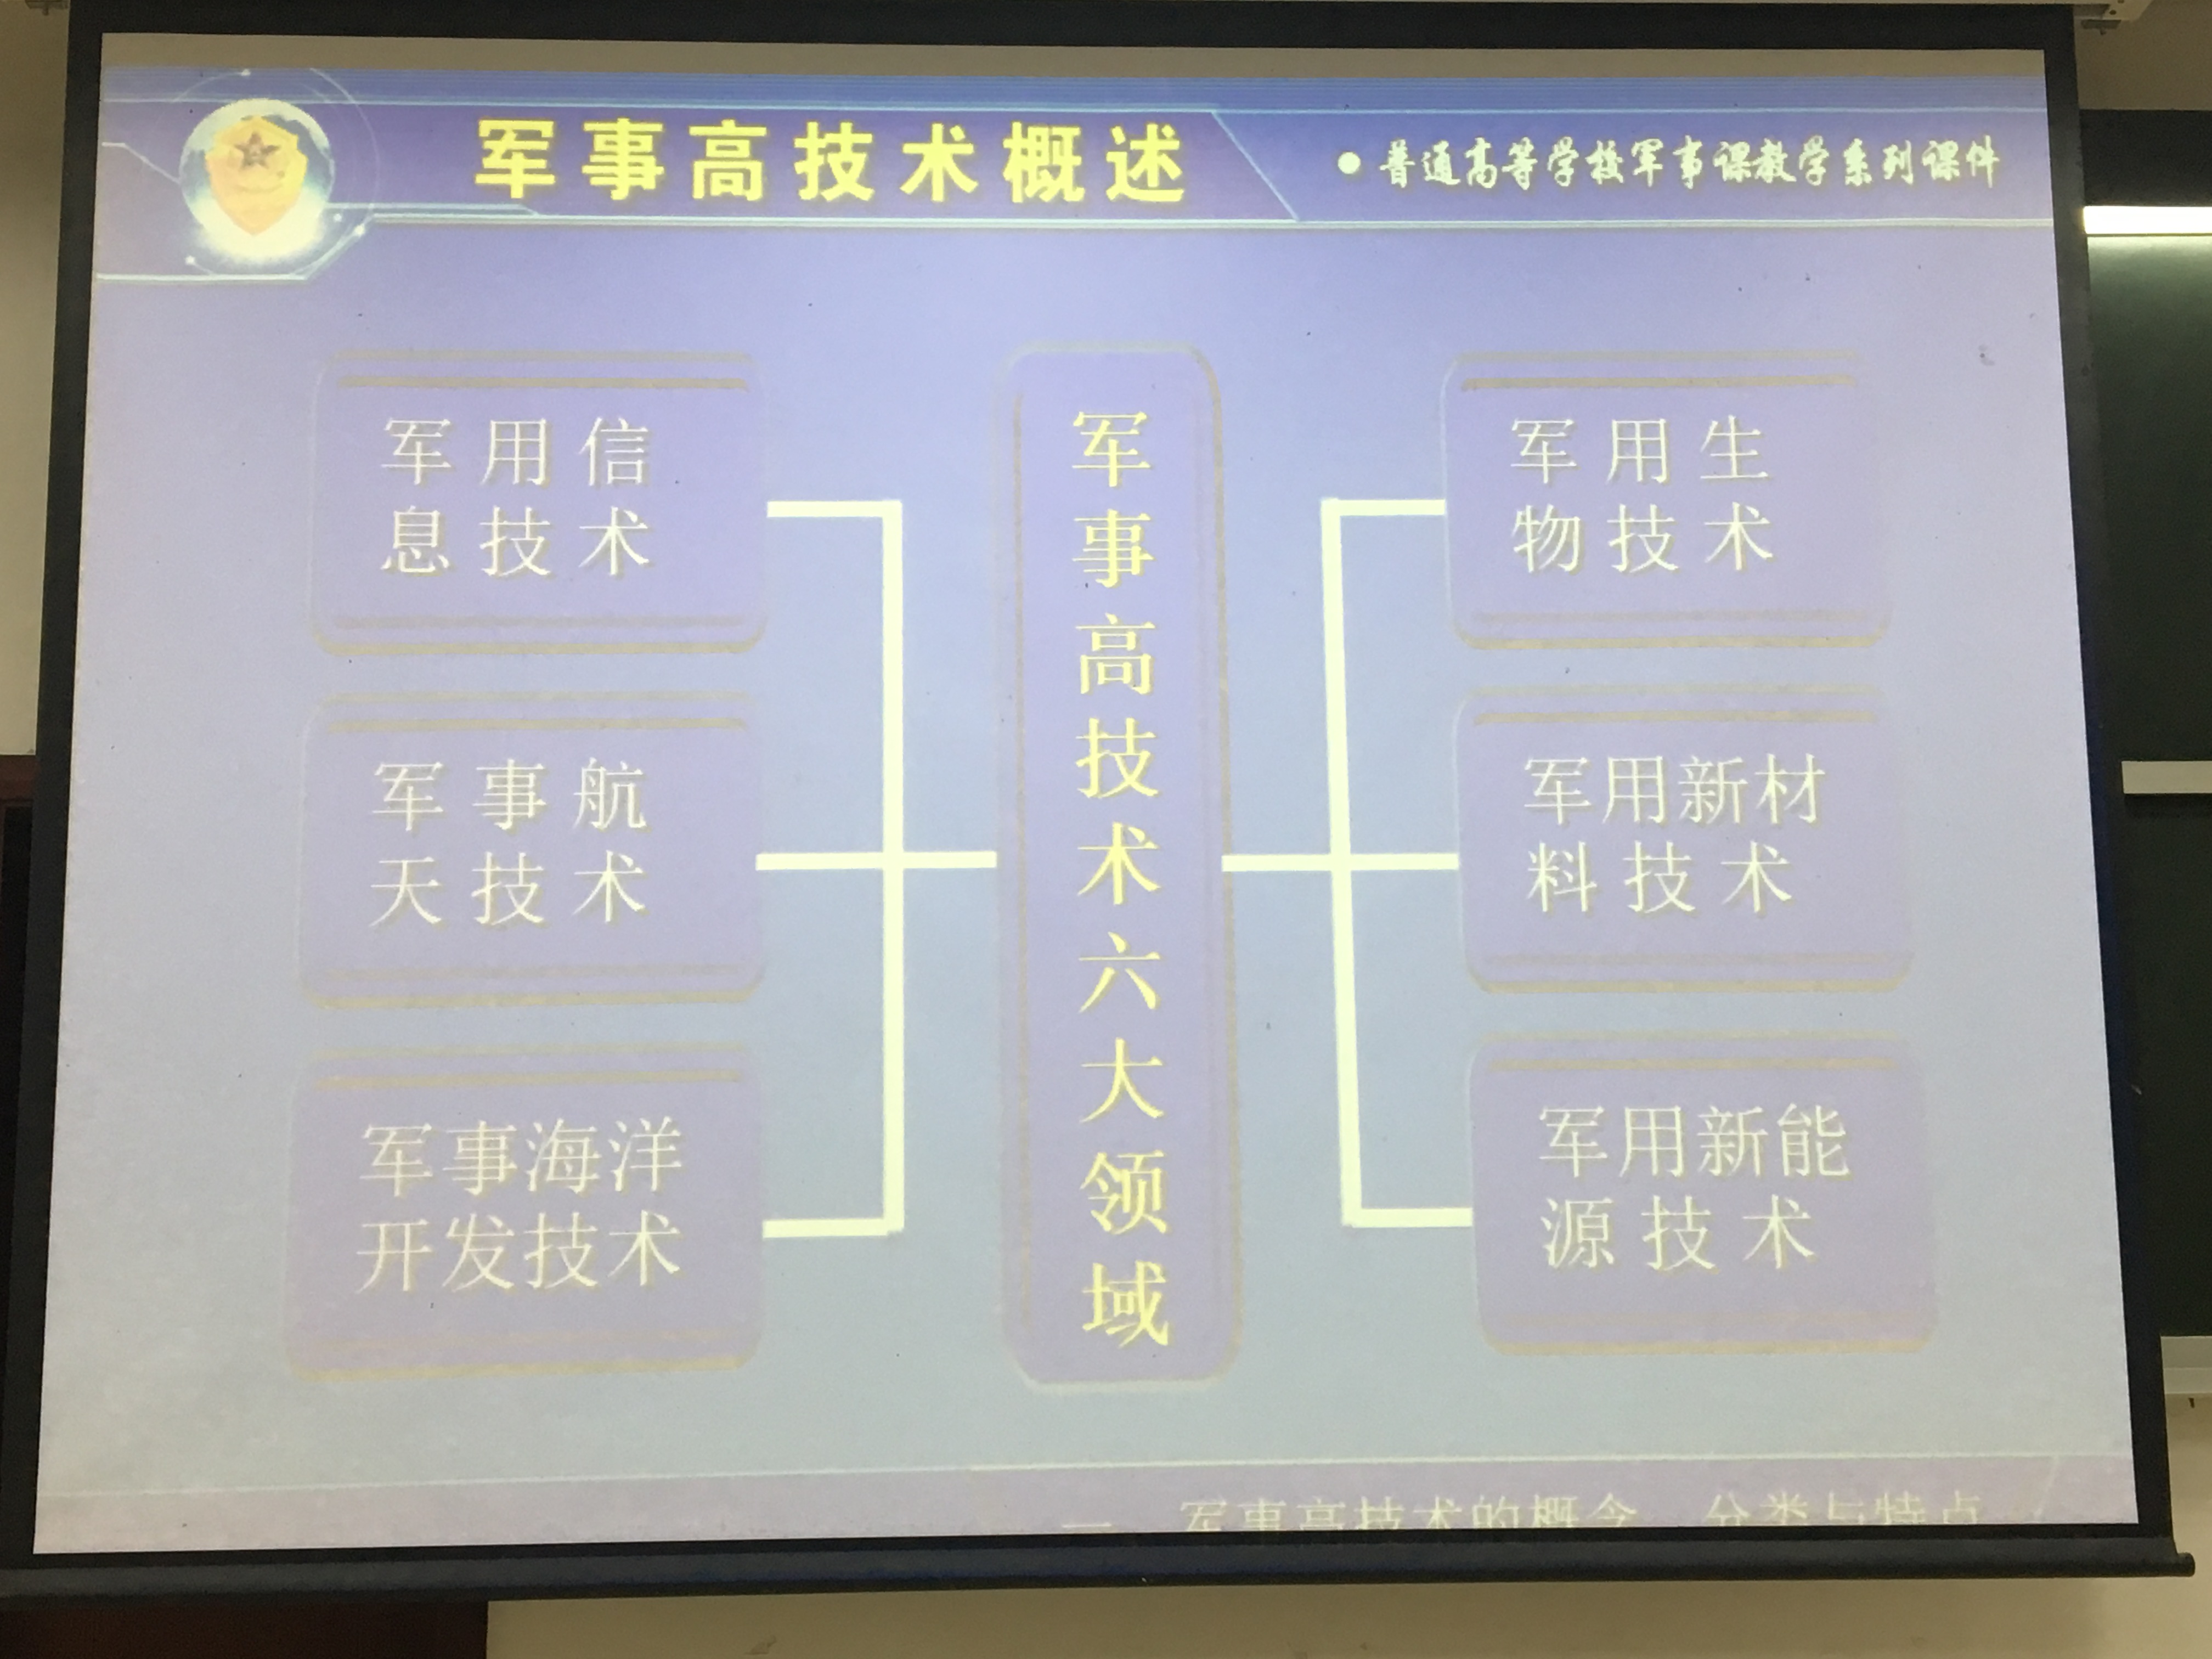 军事高技术概述
●普通高等学校军事课教学系列课件
军用信
息技术
军事航
天技术
军事海洋
开发技术
军事高技术六大领域
军用生
物技术
军用新材
料技术
军用新能
源技术
一、军事高技术的概念、分类与特点